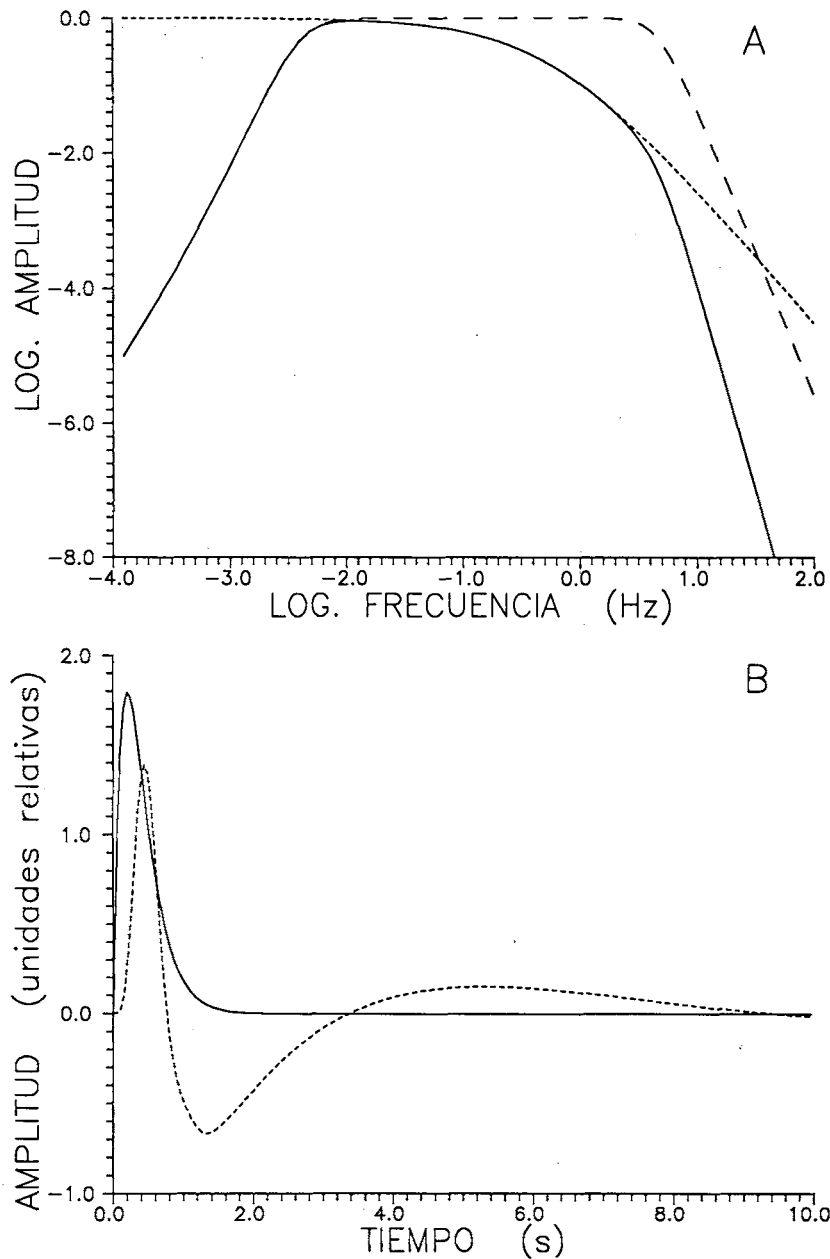 A
LOG. AMPLITUD
0.0
-2.0
-4.0
-6.0
-8.0
-4.0 -3.0 -2.0 -1.0 0.0 1.0 2.0
LOG. FRECUENCIA (Hz)
B
AMPLITUD (unidades relativas)
2.0
1.0
0.0
-1.0
0.0 2.0 4.0 6.0 8.0 10.0
TIEMPO (s)